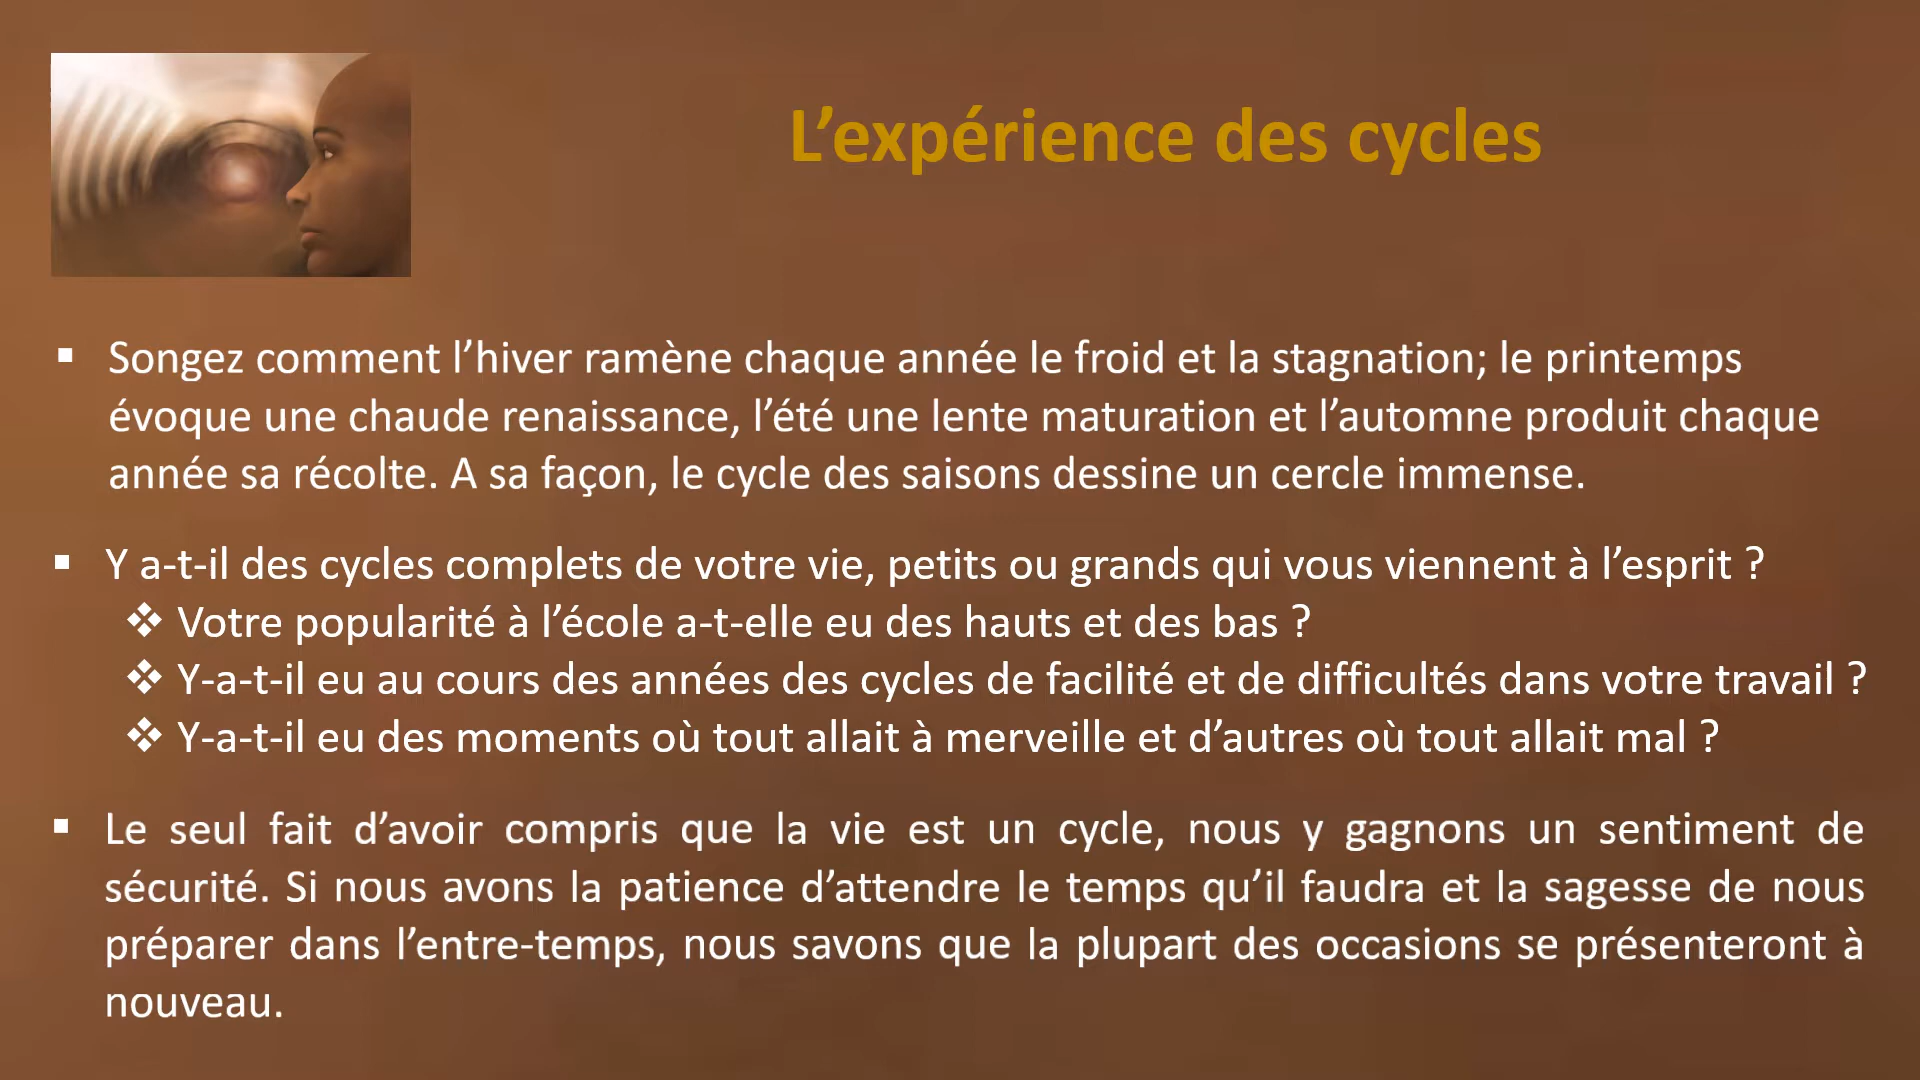 L’expérience des cycles
▪ Songez comment l’hiver ramène chaque année le froid et la stagnation; le printemps
évoque une chaude renaissance, l’été une lente maturation et l’automne produit chaque
année sa récolte. A sa façon, le cycle des saisons dessine un cercle immense.
▪ Y a-t-il des cycles complets de votre vie, petits ou grands qui vous viennent à l’esprit ?
❖ Votre popularité à l’école a-t-elle eu des hauts et des bas ?
❖ Y-a-t-il eu au cours des années des cycles de facilité et de difficultés dans votre travail ?
❖ Y-a-t-il eu des moments où tout allait à merveille et d’autres où tout allait mal ?
▪ Le seul fait d’avoir compris que la vie est un cycle, nous y gagnons un sentiment de
sécurité. Si nous avons la patience d’attendre le temps qu’il faudra et la sagesse de nous
préparer dans l’entre-temps, nous savons que la plupart des occasions se présenteront à
nouveau.